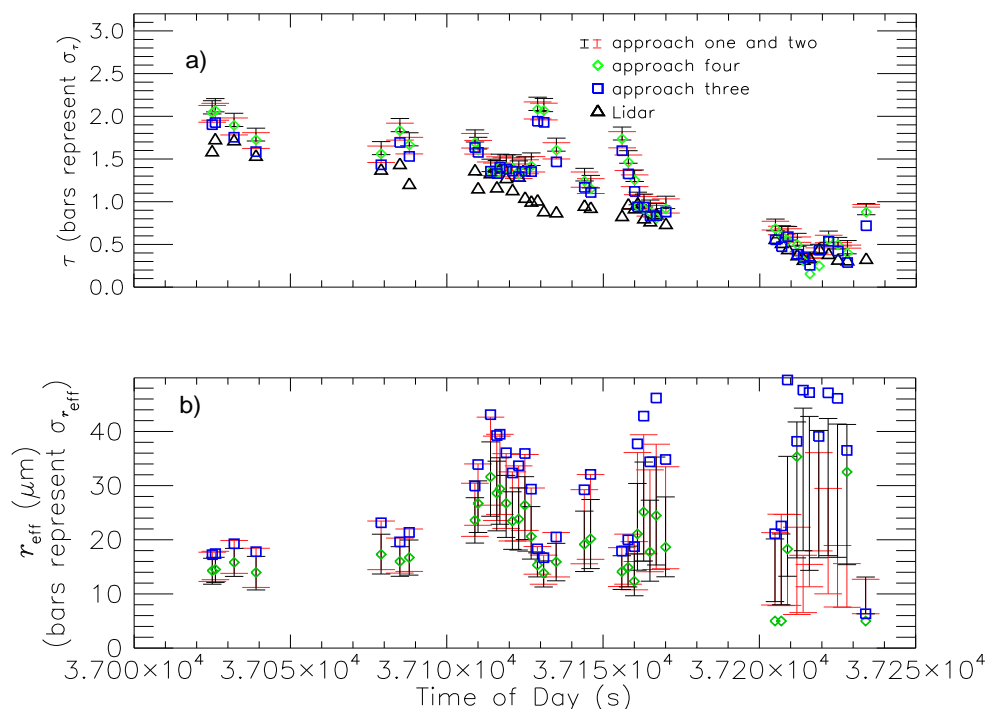 a)
approach one and two
approach four
approach three
Lidar
τ (bars represent στ)
3.0
2.5
2.0
1.5
1.0
0.5
0.0
b)
reff (μm)
(bars represent σreff)
40
30
20
10
0
3.700×10⁴ 3.705×10⁴ 3.710×10⁴ 3.715×10⁴ 3.720×10⁴ 3.725×10⁴
Time of Day (s)